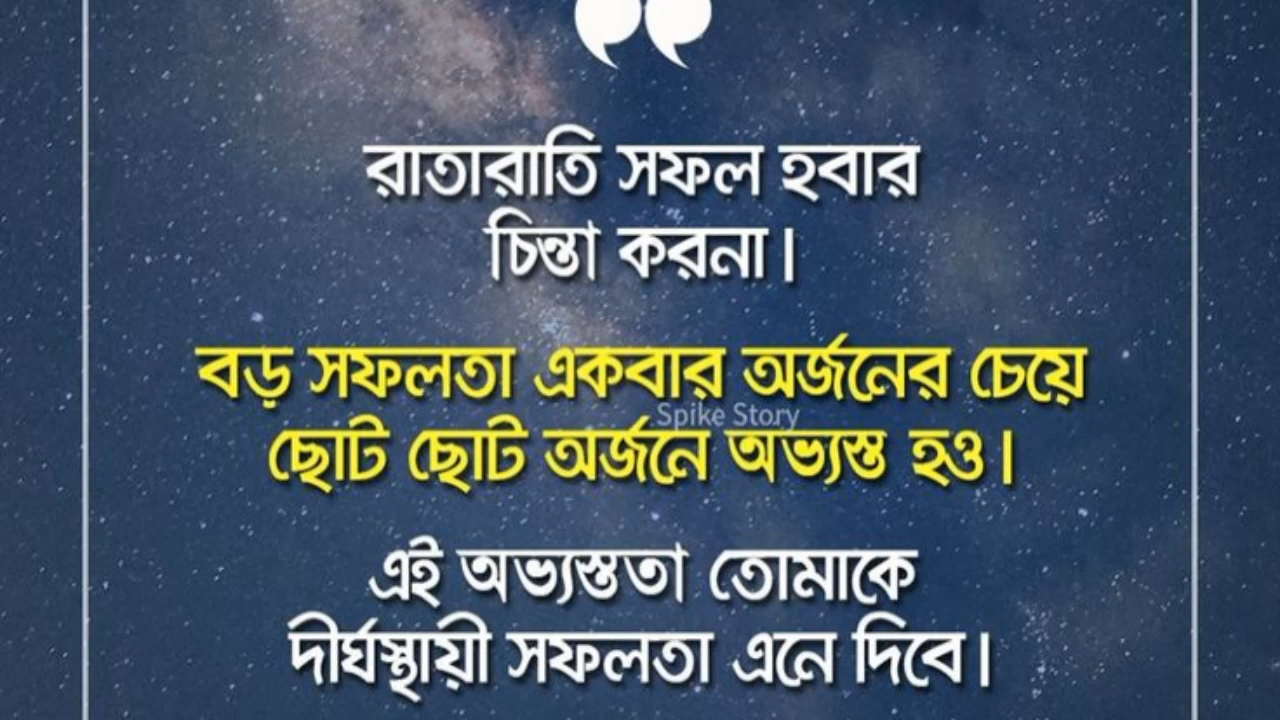 রাতারাতি সফল হবার
চিন্তা করনা।
বড় সফলতা একবার অর্জনের চেয়ে
Spike Story
ছোট ছোট অর্জনে অভ্যস্ত হও।
এই অভ্যস্ততা তোমাকে
দীর্ঘস্থায়ী সফলতা এনে দিবে।